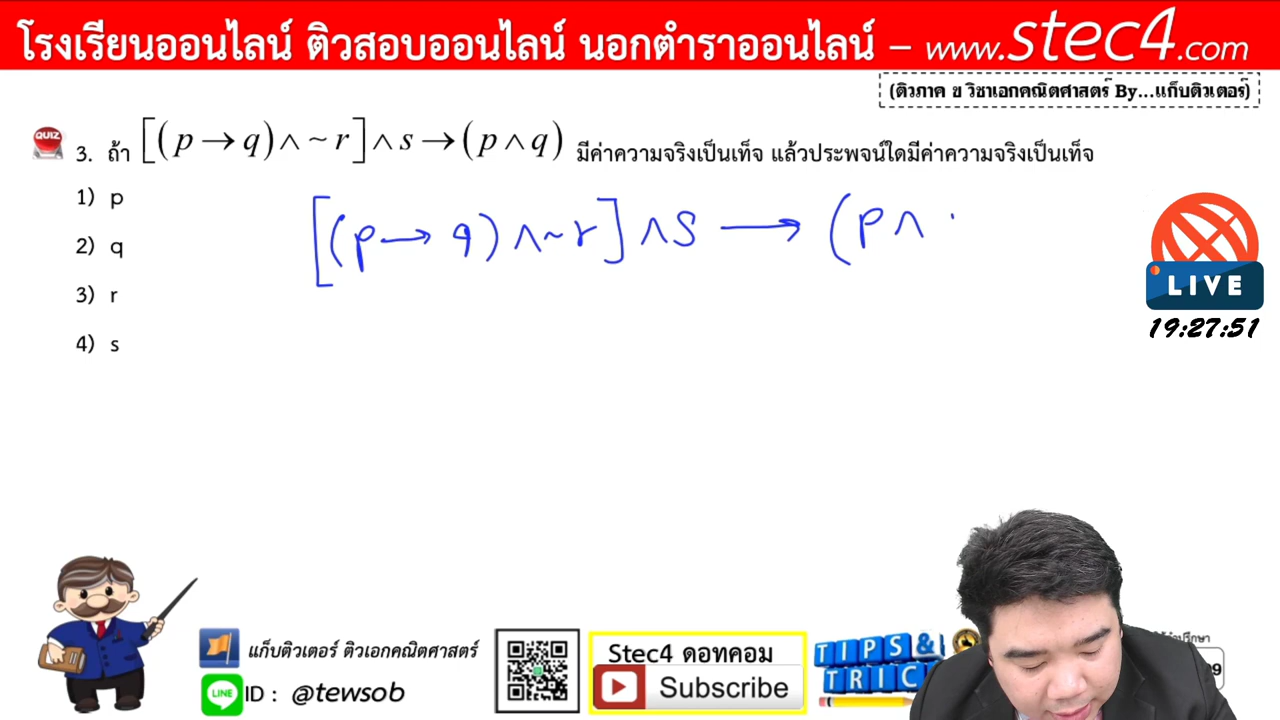 โรงเรียนออนไลน์ ติวสอบออนไลน์ นอกตำราออนไลน์ – www.stec4.com
(ติวภาค ข วิชาเอกคณิตศาสตร์ By...แก็บติวเตอร์)
QUIZ
3. ถ้า [(p → q) ∧ ~ r] ∧ s → (p ∧ q) มีค่าความจริงเป็นเท็จ แล้วประพจน์ใดมีค่าความจริงเป็นเท็จ
1) p
[(p → q) ∧ ~ r] ∧ s → (p ∧
2) q
3) r
4) s
LIVE
19:27:51
แก็บติวเตอร์ ติวเอกคณิตศาสตร์
LINE ID : @tewsob
Stec4 ดอทคอม
Subscribe
TIPS &
TRIC